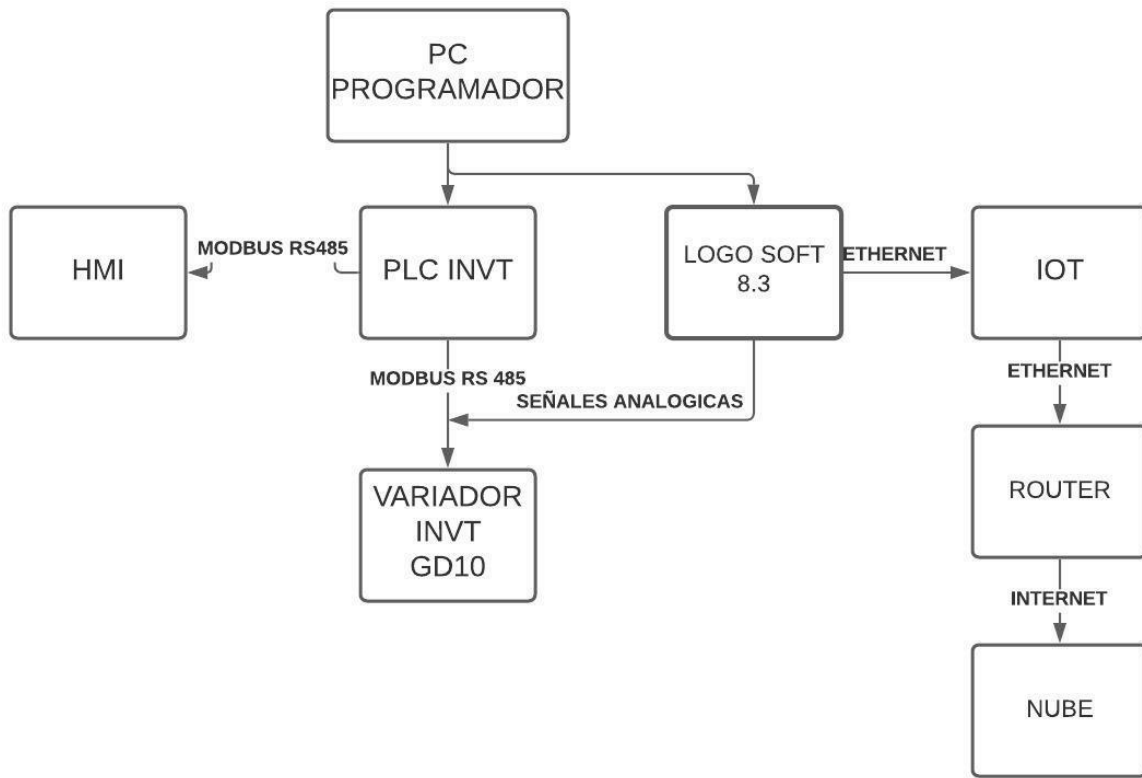 PC
PROGRAMADOR
HMI
MODBUS RS485
PLC INVT
LOGO SOFT
8.3
ETHERNET
IOT
MODBUS RS 485
SEÑALES ANALOGICAS
ETHERNET
VARIADOR
INVT
GD10
ROUTER
INTERNET
NUBE